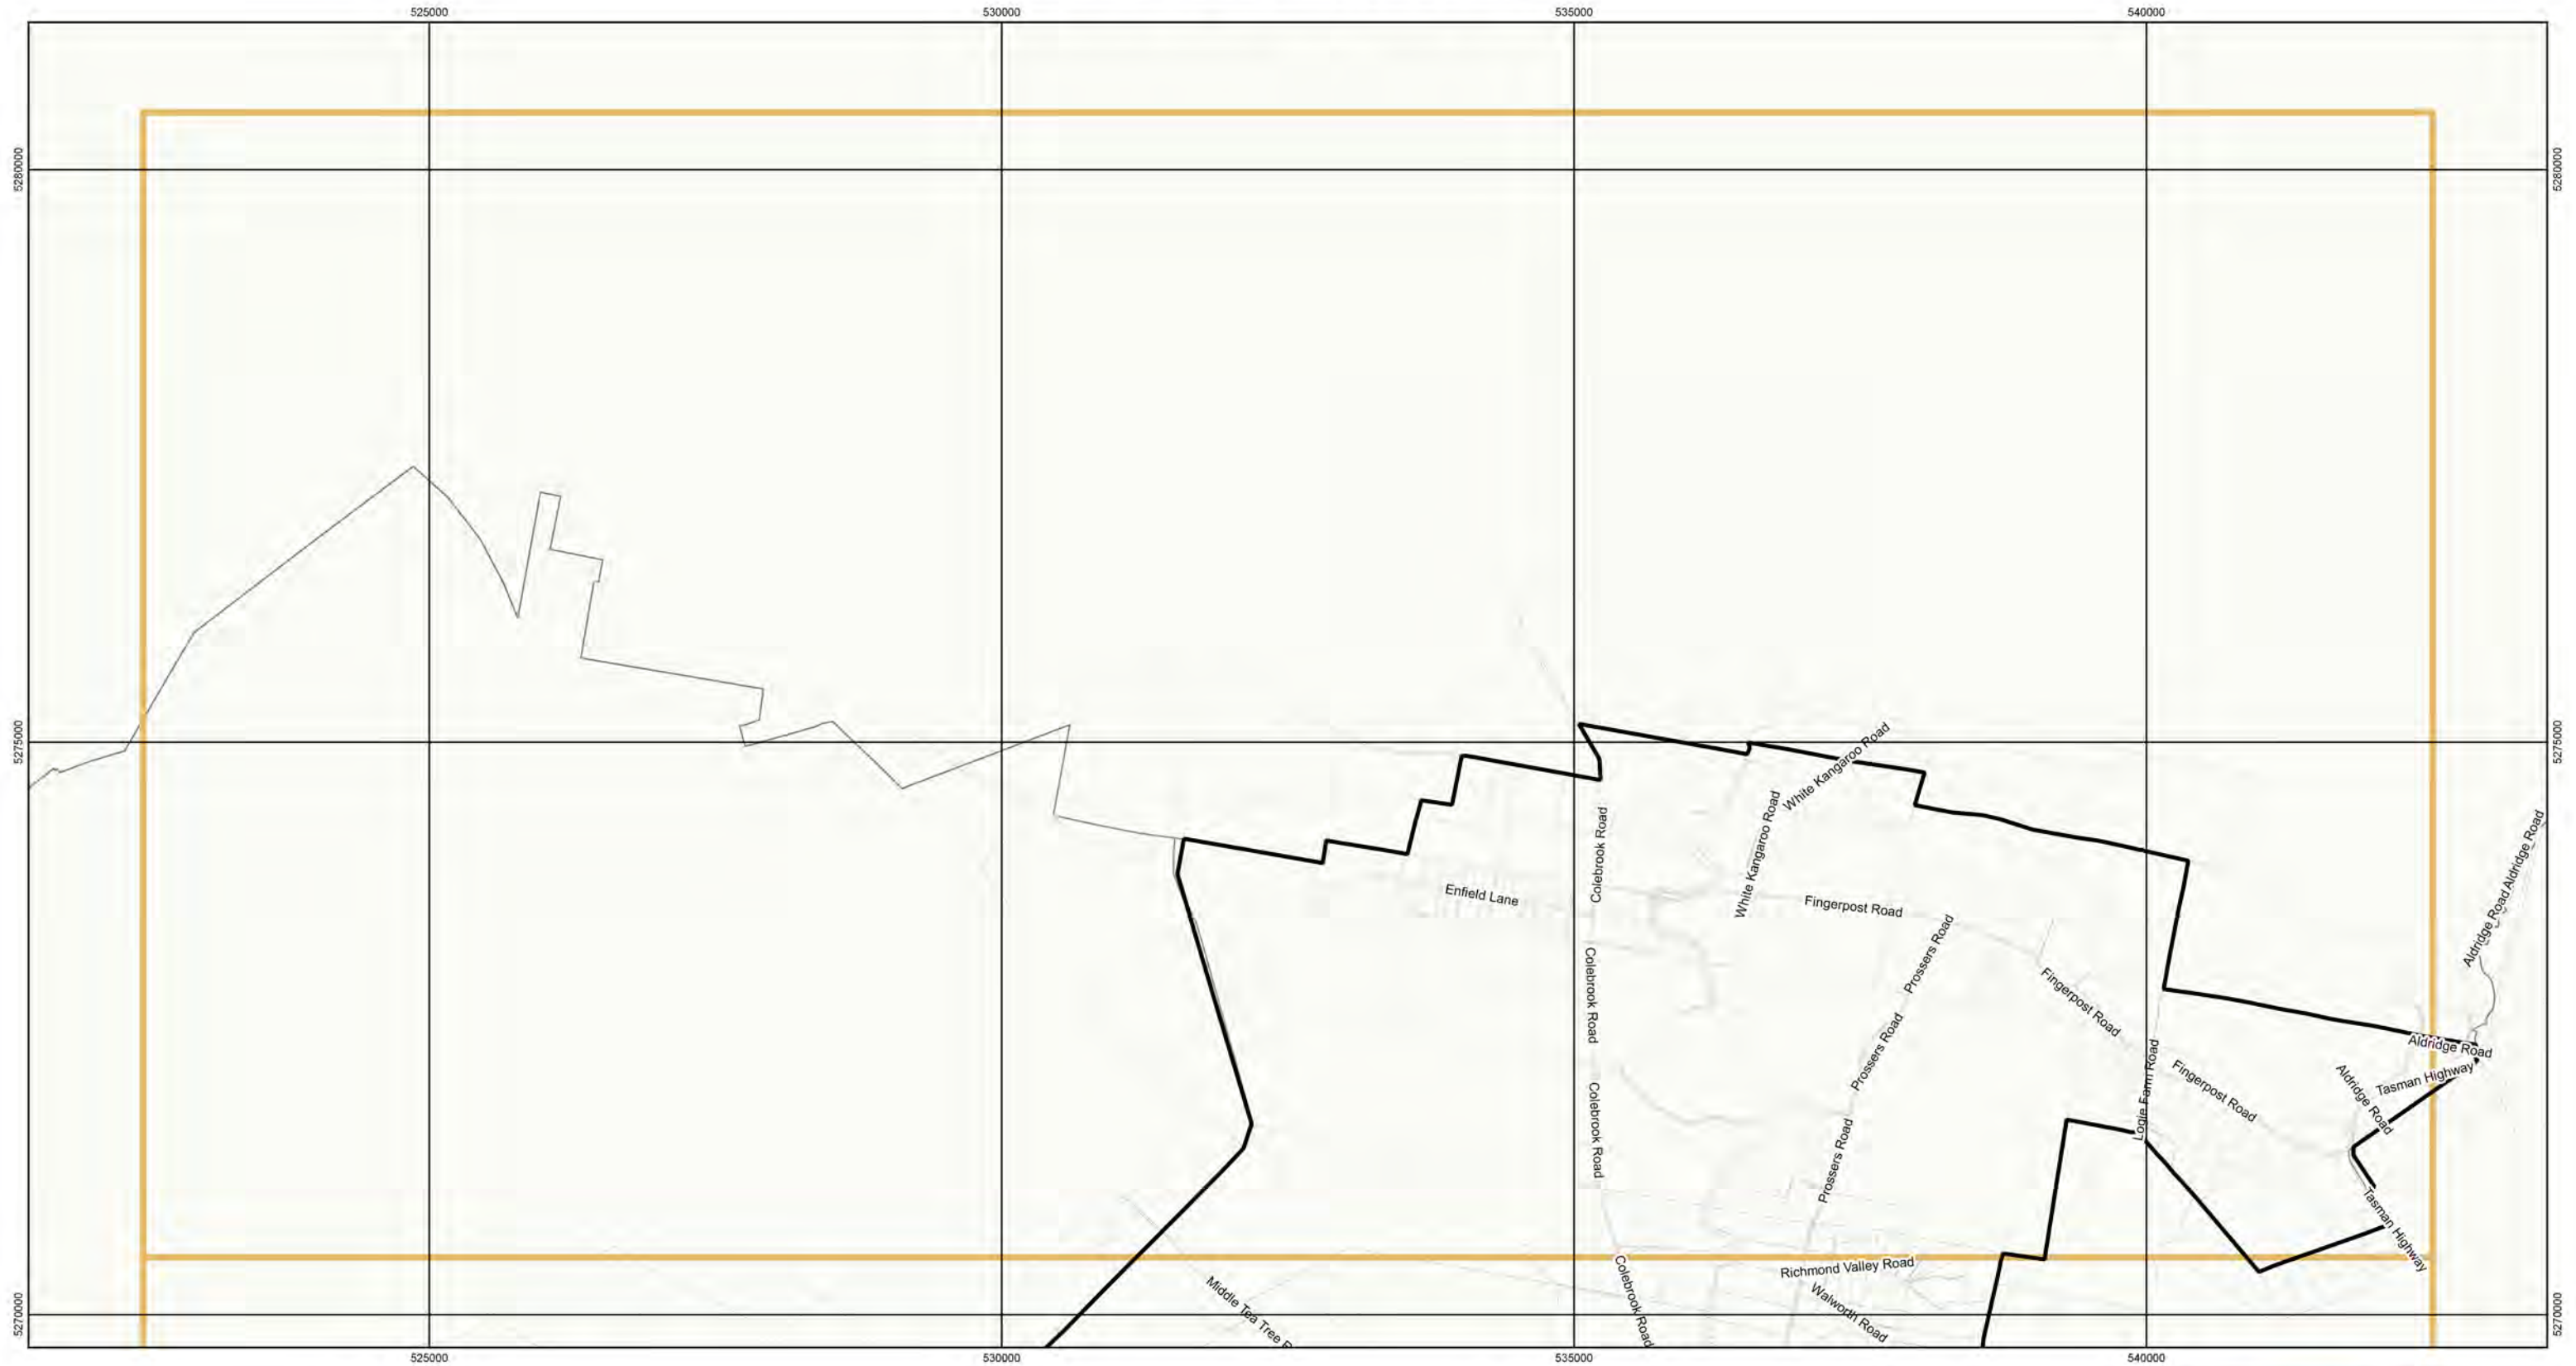 525000
530000
535000
540000
5280000
5280000
5275000
5275000
5270000
5270000
White Kangaroo Road
White Kangaroo Road
Colebrook Road
Enfield Lane
Fingerpost Road
Prossers Road
Colebrook Road
Fingerpost Road
Prossers Road
Aldridge Road
Aldridge Road
Aldridge Road
Tasman Highway
Aldridge Road
Logie Farm Road
Fingerpost Road
Colebrook Road
Prossers Road
Tasman Highway
Richmond Valley Road
Walworth Road
Colebrook Road
Middle Tea Tree
525000
530000
535000
540000